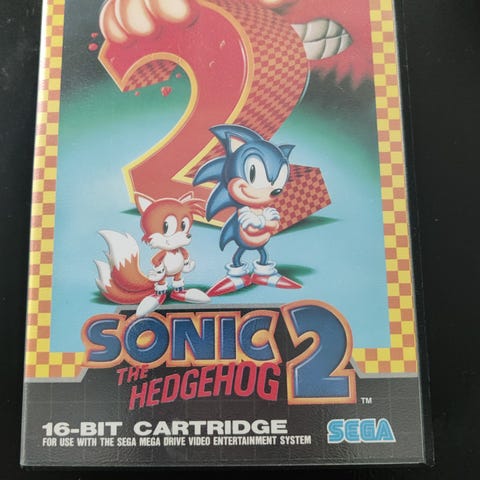 2
SONIC
THE
HEDGEHOG 2
TM
16-BIT CARTRIDGE
FOR USE WITH THE SEGA MEGA DRIVE VIDEO ENTERTAINMENT SYSTEM
SEGA